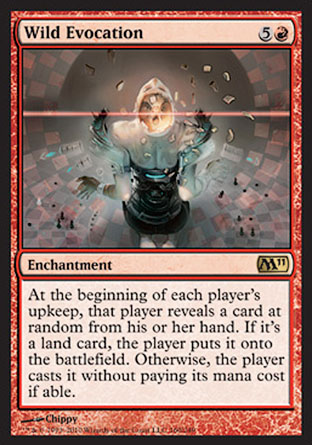 Wild Evocation 5
Enchantment M11
At the beginning of each player's
upkeep, that player reveals a card at
random from his or her hand. If it's
a land card, the player puts it onto
the battlefield. Otherwise, the player
casts it without paying its mana cost
if able.
Chippy